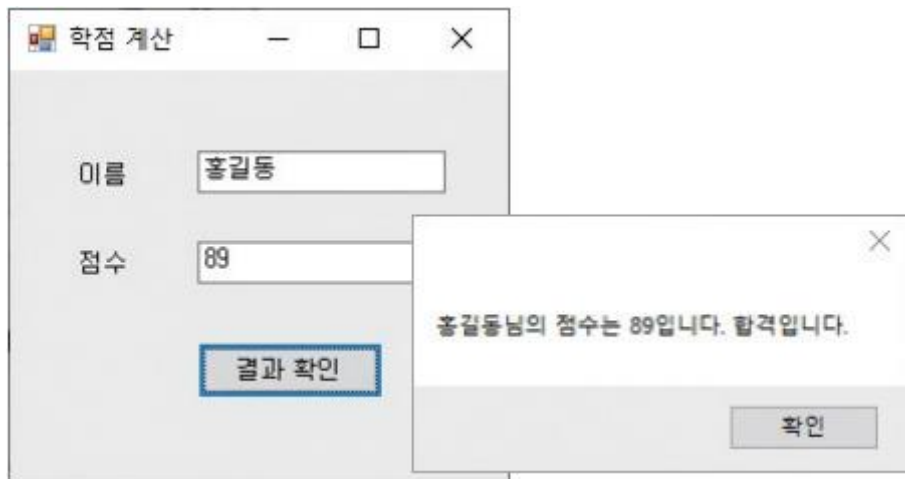 학점 계산
이름
홍길동
점수
89
결과 확인
홍길동님의 점수는 89입니다. 합격입니다.
확인